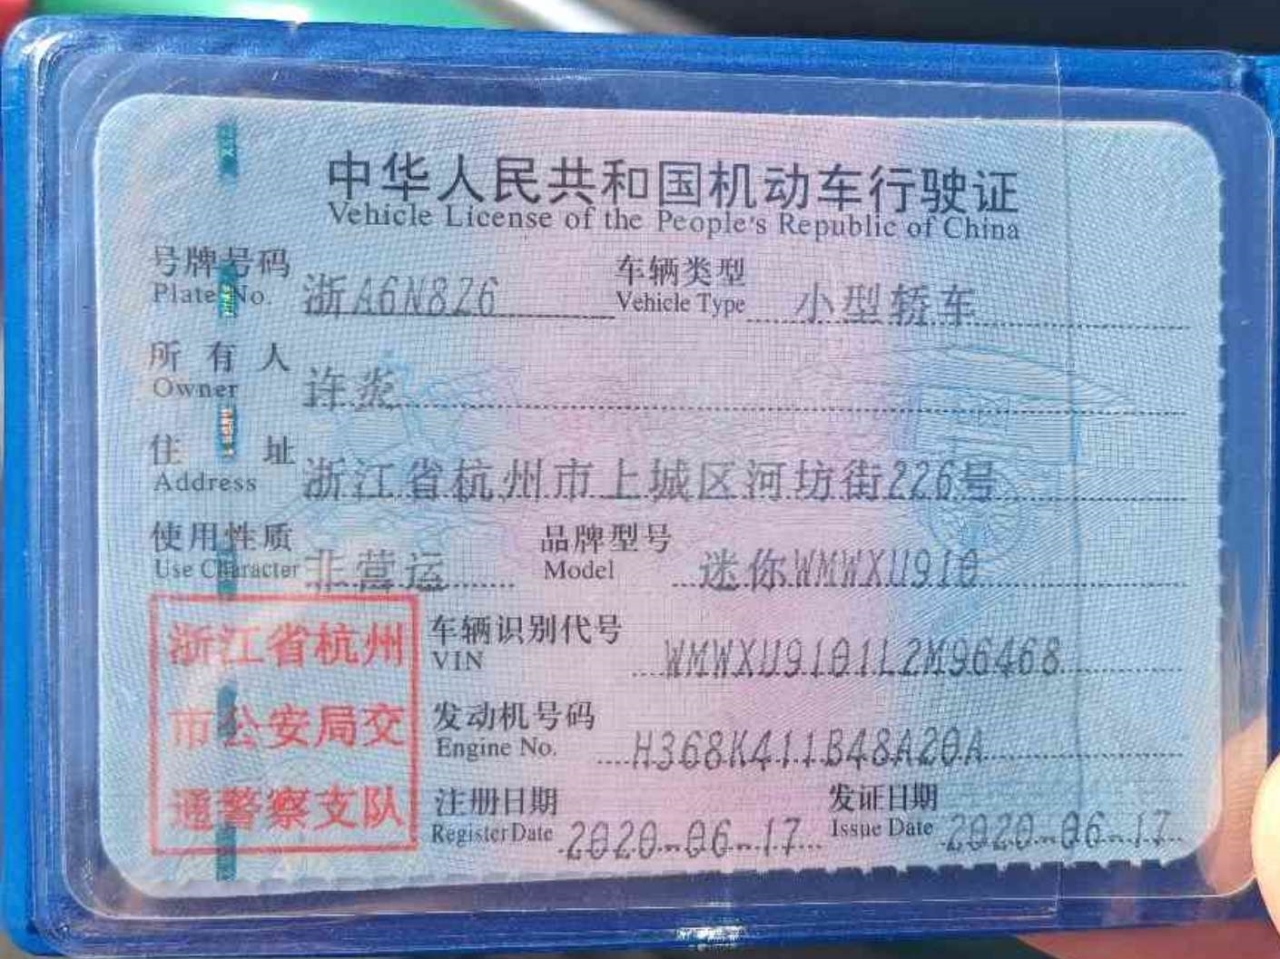 中华人民共和国机动车行驶证
Vehicle License of the People's Republic of China
号牌号码 浙A6N8Z6 车辆类型 小型轿车
Plate No. Vehicle Type
所有人 许炎
Owner
住址 浙江省杭州市上城区河坊街226号
Address
使用性质 非营运 品牌型号 迷你WMWXU910
Use Character Model
浙江省杭州
市公安局交
通警察支队
车辆识别代号 WMWXU9101L2M96468
VIN
发动机号码 H368K411B48A20A
Engine No.
注册日期 2020-06-17 发证日期 2020-06-17
Register Date Issue Date